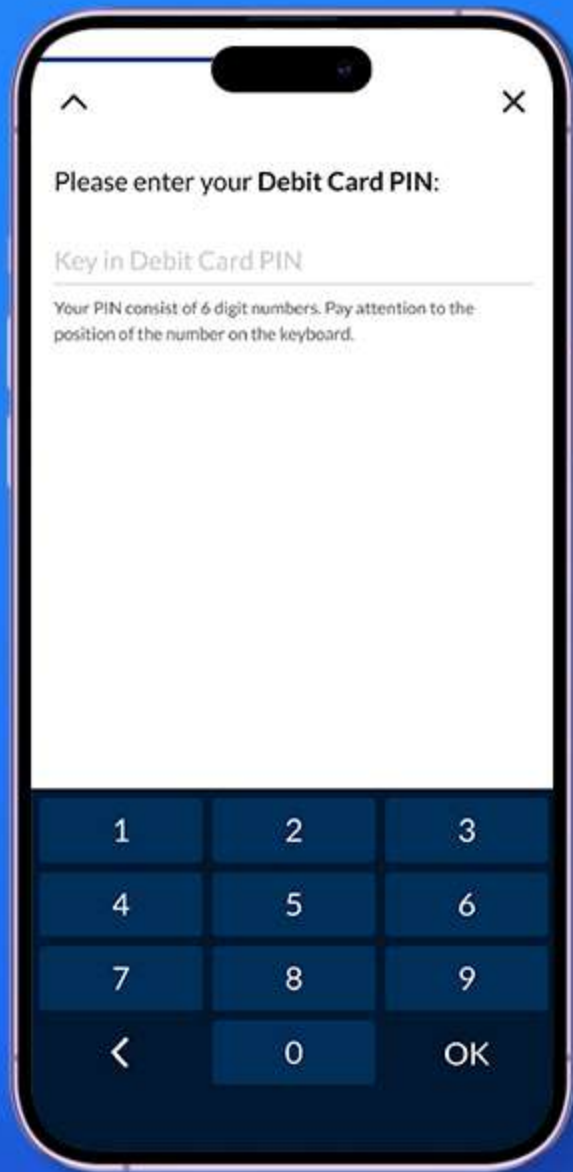 Please enter your Debit Card PIN:
Key in Debit Card PIN
Your PIN consist of 6 digit numbers. Pay attention to the
position of the number on the keyboard.
1 2 3
4 5 6
7 8 9
0 OK